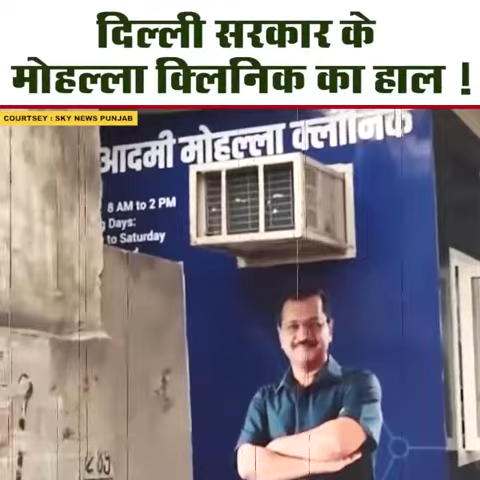 दिल्ली सरकार के
मोहल्ला क्लिनिक का हाल !
COURTSEY : SKY NEWS PUNJAB
आदमी मोहल्ला क्लीनिक
8 AM to 2 PM
Days:
to Saturday